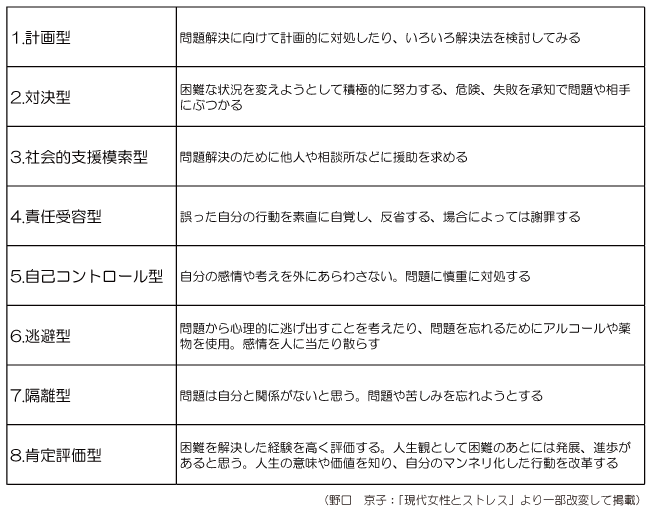 1.計画型
問題解決に向けて計画的に対処したり、いろいろ解決法を検討してみる
2.対決型
困難な状況を変えようとして積極的に努力する、危険、失敗を承知で問題や相手
にぶつかる
3.社会的支援模索型
問題解決のために他人や相談所などに援助を求める
4.責任受容型
誤った自分の行動を素直に自覚し、反省する、場合によっては謝罪する
5.自己コントロール型
自分の感情や考えを外にあらわさない。問題に慎重に対処する
6.逃避型
問題から心理的に逃げ出すことを考えたり、問題を忘れるためにアルコールや薬
物を使用。感情を人に当たり散らす
7.隔離型
問題は自分と関係がないと思う。問題や苦しみを忘れようとする
8.肯定評価型
困難を解決した経験を高く評価する。人生観として困難のあとには発展、進歩が
あると思う。人生の意味や価値を知り、自分のマンネリ化した行動を改革する
（野口　京子：「現代女性とストレス」より一部改変して掲載）